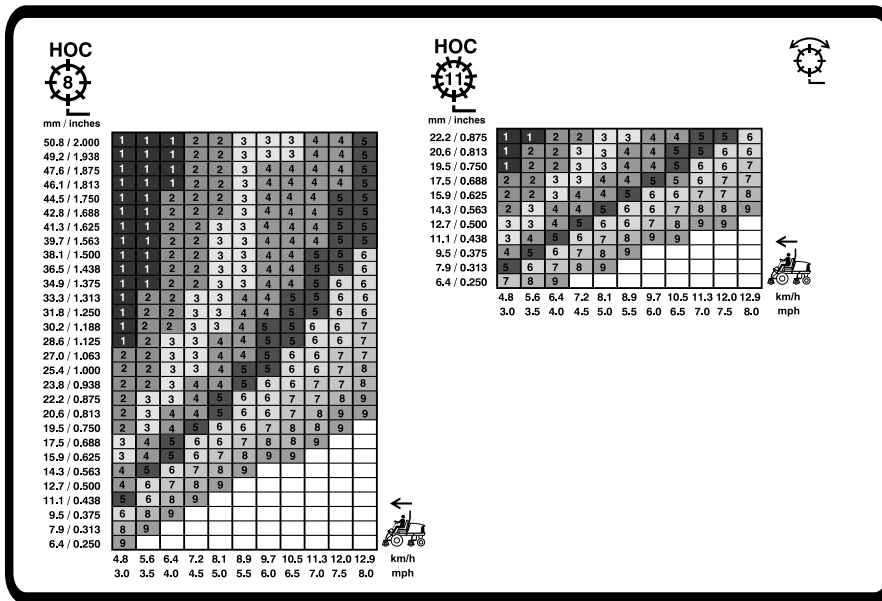 HOC
8
mm / inches
50.8 / 2.000 1 1 1 2 2 3 3 3 4 4 5
49.2 / 1.938 1 1 1 2 2 3 3 3 4 4 5
47.6 / 1.875 1 1 1 2 2 3 4 4 4 4 5
46.1 / 1.813 1 1 1 2 2 3 4 4 4 4 5
44.5 / 1.750 1 1 2 2 2 3 4 4 4 5 5
42.8 / 1.688 1 1 2 2 2 3 4 4 4 5 5
41.3 / 1.625 1 1 2 2 3 3 4 4 4 5 5
39.7 / 1.563 1 1 2 2 3 3 4 4 4 5 5
38.1 / 1.500 1 1 2 2 3 3 4 4 5 5 6
36.5 / 1.438 1 1 2 2 3 3 4 4 5 5 6
34.9 / 1.375 1 1 2 2 3 3 4 4 5 6 6
33.3 / 1.313 1 2 2 3 3 4 4 5 5 6 6
31.8 / 1.250 1 2 2 3 3 4 4 5 5 6 6
30.2 / 1.188 1 2 2 3 3 4 5 5 6 6 7
28.6 / 1.125 1 2 3 3 4 4 5 5 6 6 7
27.0 / 1.063 2 2 3 3 4 4 5 6 6 7 7
25.4 / 1.000 2 2 3 3 4 5 5 6 6 7 8
23.8 / 0.938 2 2 3 4 4 5 6 6 7 7 8
22.2 / 0.875 2 3 3 4 5 6 6 7 7 8 9
20.6 / 0.813 2 3 4 4 5 6 6 7 8 9 9
19.5 / 0.750 2 3 4 5 6 6 7 8 8 9
17.5 / 0.688 3 4 5 6 6 7 8 8 9
15.9 / 0.625 3 4 5 6 7 8 9 9
14.3 / 0.563 4 5 6 7 8 9
12.7 / 0.500 4 6 7 8 9
11.1 / 0.438 5 6 8 9
9.5 / 0.375 6 8 9
7.9 / 0.313 8 9
6.4 / 0.250 9
4.8 5.6 6.4 7.2 8.1 8.9 9.7 10.5 11.3 12.0 12.9 km/h
3.0 3.5 4.0 4.5 5.0 5.5 6.0 6.5 7.0 7.5 8.0 mph
HOC
11
mm / inches
22.2 / 0.875 1 1 2 2 3 3 4 4 5 5 6
20.6 / 0.813 1 2 2 3 3 4 4 5 5 6 6
19.5 / 0.750 1 2 2 3 3 4 4 5 6 6 7
17.5 / 0.688 2 2 3 3 4 4 5 5 6 7 7
15.9 / 0.625 2 2 3 4 4 5 6 6 7 7 8
14.3 / 0.563 2 3 4 4 5 6 6 7 8 8 9
12.7 / 0.500 3 3 4 5 6 6 7 8 9 9
11.1 / 0.438 3 4 5 6 7 8 9 9
9.5 / 0.375 4 5 6 7 8 9
7.9 / 0.313 5 6 7 8 9
6.4 / 0.250 7 8 9
4.8 5.6 6.4 7.2 8.1 8.9 9.7 10.5 11.3 12.0 12.9 km/h
3.0 3.5 4.0 4.5 5.0 5.5 6.0 6.5 7.0 7.5 8.0 mph